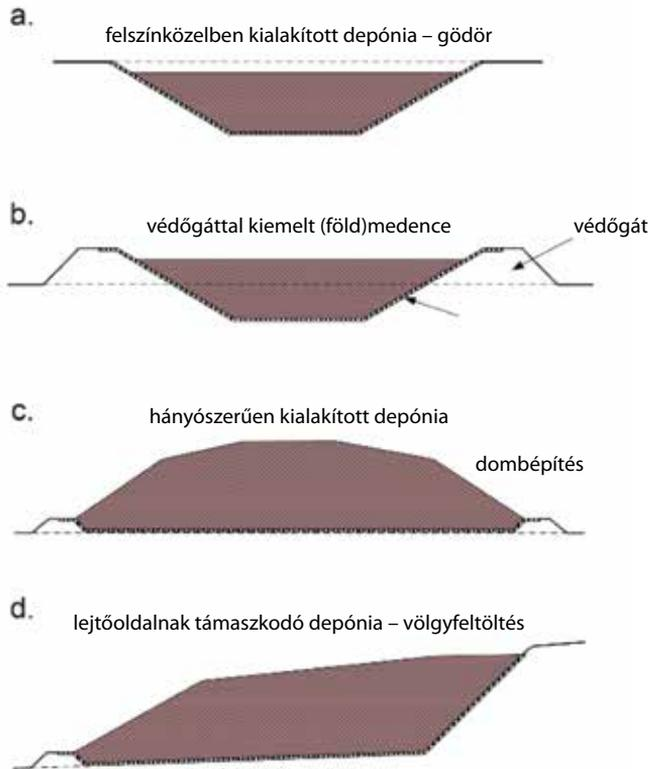 a.
felszínközelben kialakított depónia – gödör
b.
védőgáttal kiemelt (föld)medence
védőgát
c.
hányószerűen kialakított depónia
dombépítés
d.
lejtőoldalnak támaszkodó depónia – völgyfeltöltés